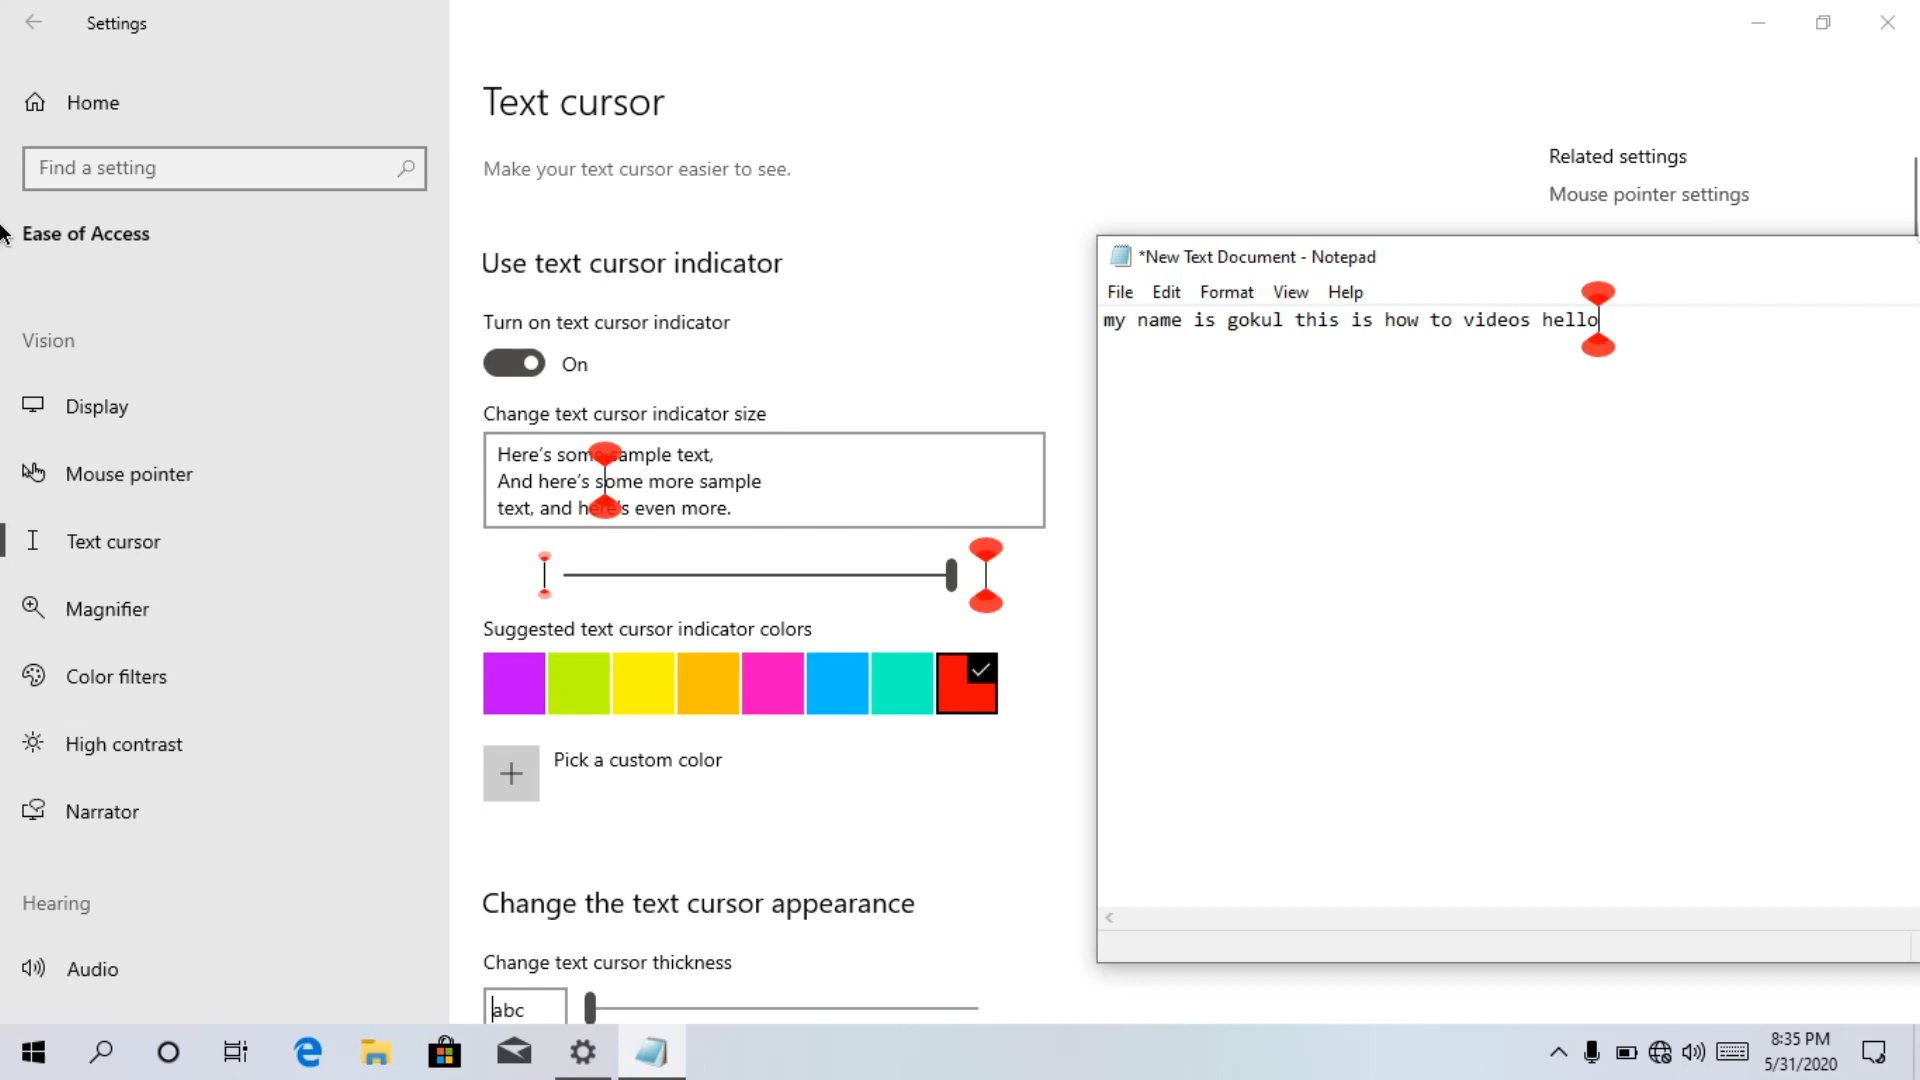 Settings
Home
Find a setting
Ease of Access
Vision
Display
Mouse pointer
Text cursor
Magnifier
Color filters
High contrast
Narrator
Hearing
Audio
Text cursor
Make your text cursor easier to see.
Use text cursor indicator
Turn on text cursor indicator
On
Change text cursor indicator size
Here's some sample text,
And here's some more sample
text, and here's even more.
Suggested text cursor indicator colors
Pick a custom color
Change the text cursor appearance
Change text cursor thickness
abc
Related settings
Mouse pointer settings
*New Text Document - Notepad
File Edit Format View Help
my name is gokul this is how to videos hello
8:35 PM
5/31/2020